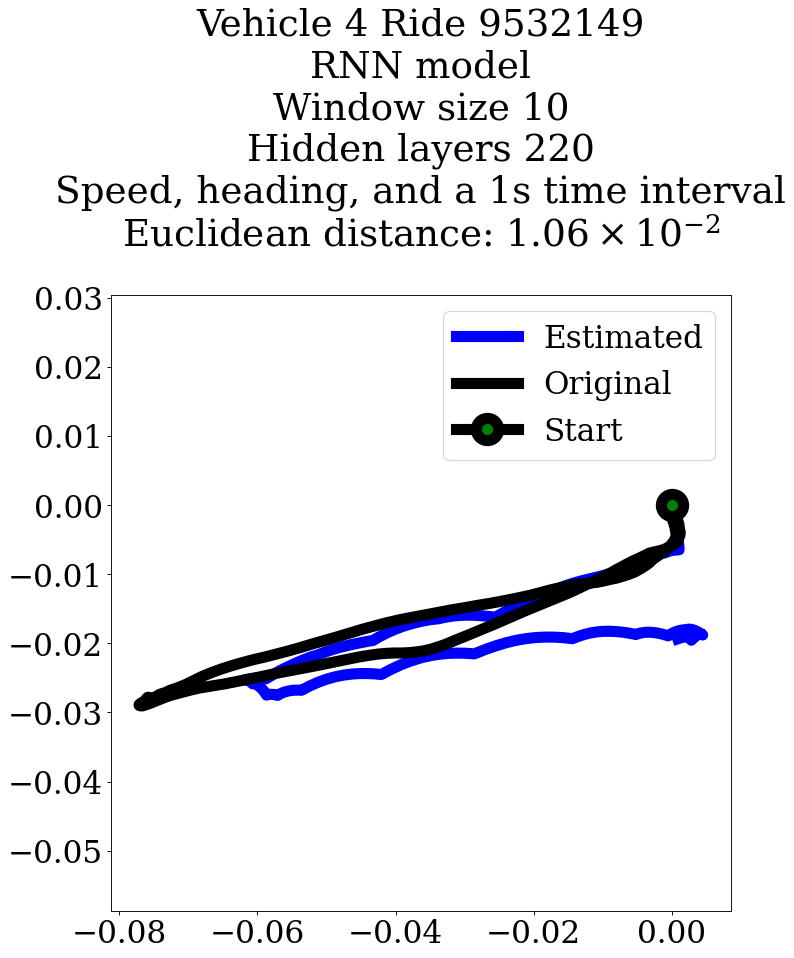 Vehicle 4 Ride 9532149
RNN model
Window size 10
Hidden layers 220
Speed, heading, and a 1s time interval
Euclidean distance: 1.06 × 10⁻²
0.03
0.02
0.01
0.00
−0.01
−0.02
−0.03
−0.04
−0.05
Estimated
Original
Start
−0.08 −0.06 −0.04 −0.02 0.00